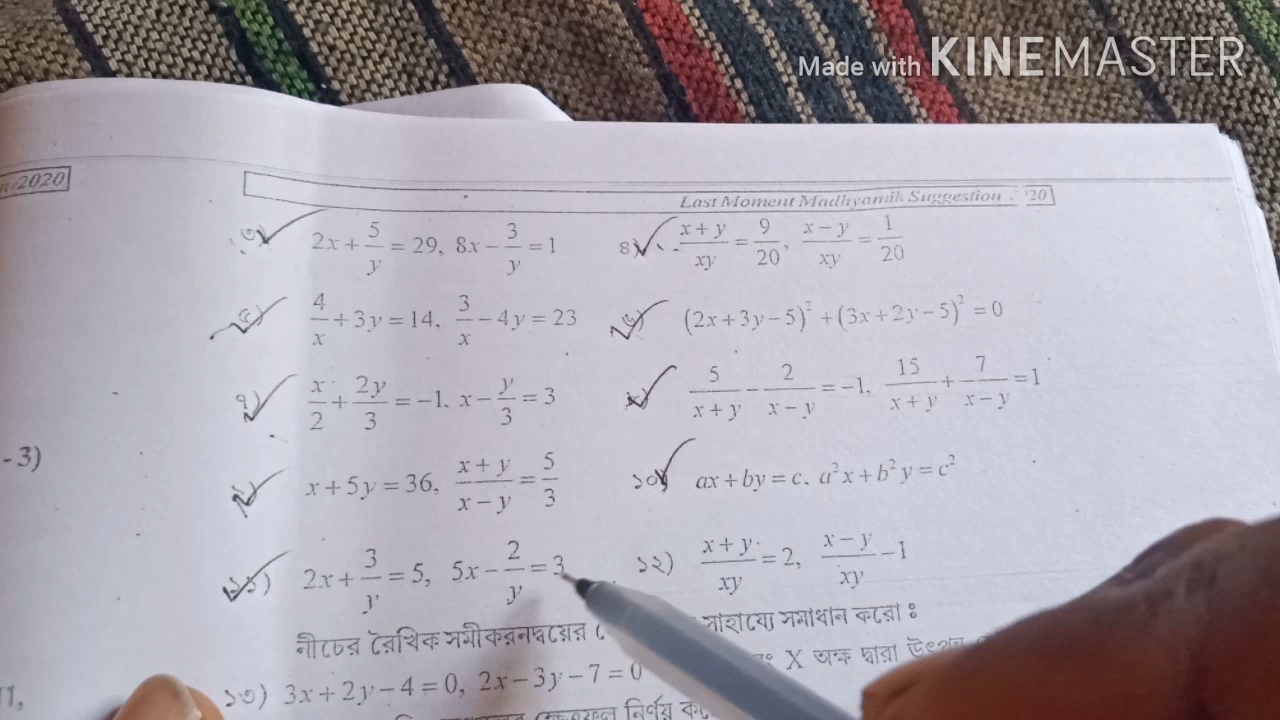 Made with KINEMASTER
2020
Last Moment Madhyamik Suggestion : '20
৩) 2x + 5/y = 29, 8x - 3/y = 1
৪) (x + y)/xy = 9/20, (x - y)/xy = 1/20
৫) 4/x + 3y = 14, 3/x - 4y = 23
৬) (2x + 3y - 5)² + (3x + 2y - 5)² = 0
৭) x/2 + 2y/3 = -1, x - y/3 = 3
৮) 5/(x + y) - 2/(x - y) = -1, 15/(x + y) + 7/(x - y) = 1
- 3)
৯) x + 5y = 36, (x + y)/(x - y) = 5/3
১০) ax + by = c, a²x + b²y = c²
১১) 2x + 3/y = 5, 5x - 2/y = 3
১২) (x + y)/xy = 2, (x - y)/xy - 1
নীচের রৈখিক সমীকরনদ্বয়ের সাহায্যে সমাধান করো ঃ
১৩) 3x + 2y - 4 = 0, 2x - 3y - 7 = 0 X অক্ষ দ্বারা
নির্ণয়